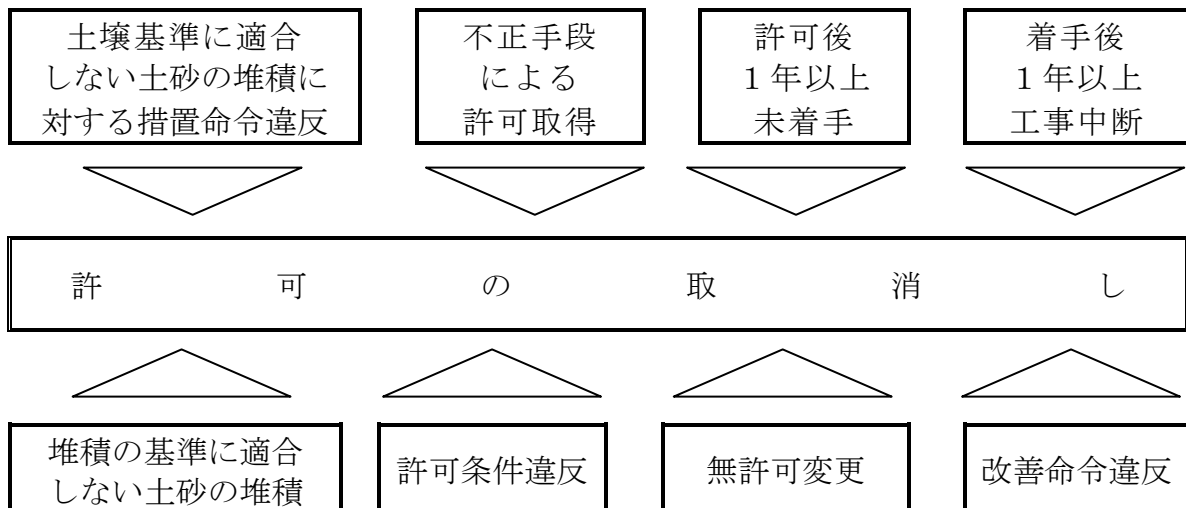 土壌基準に適合
しない土砂の堆積に
対する措置命令違反
不正手段
による
許可取得
許可後
１年以上
未着手
着手後
１年以上
工事中断
許可の取消し
堆積の基準に適合
しない土砂の堆積
許可条件違反
無許可変更
改善命令違反